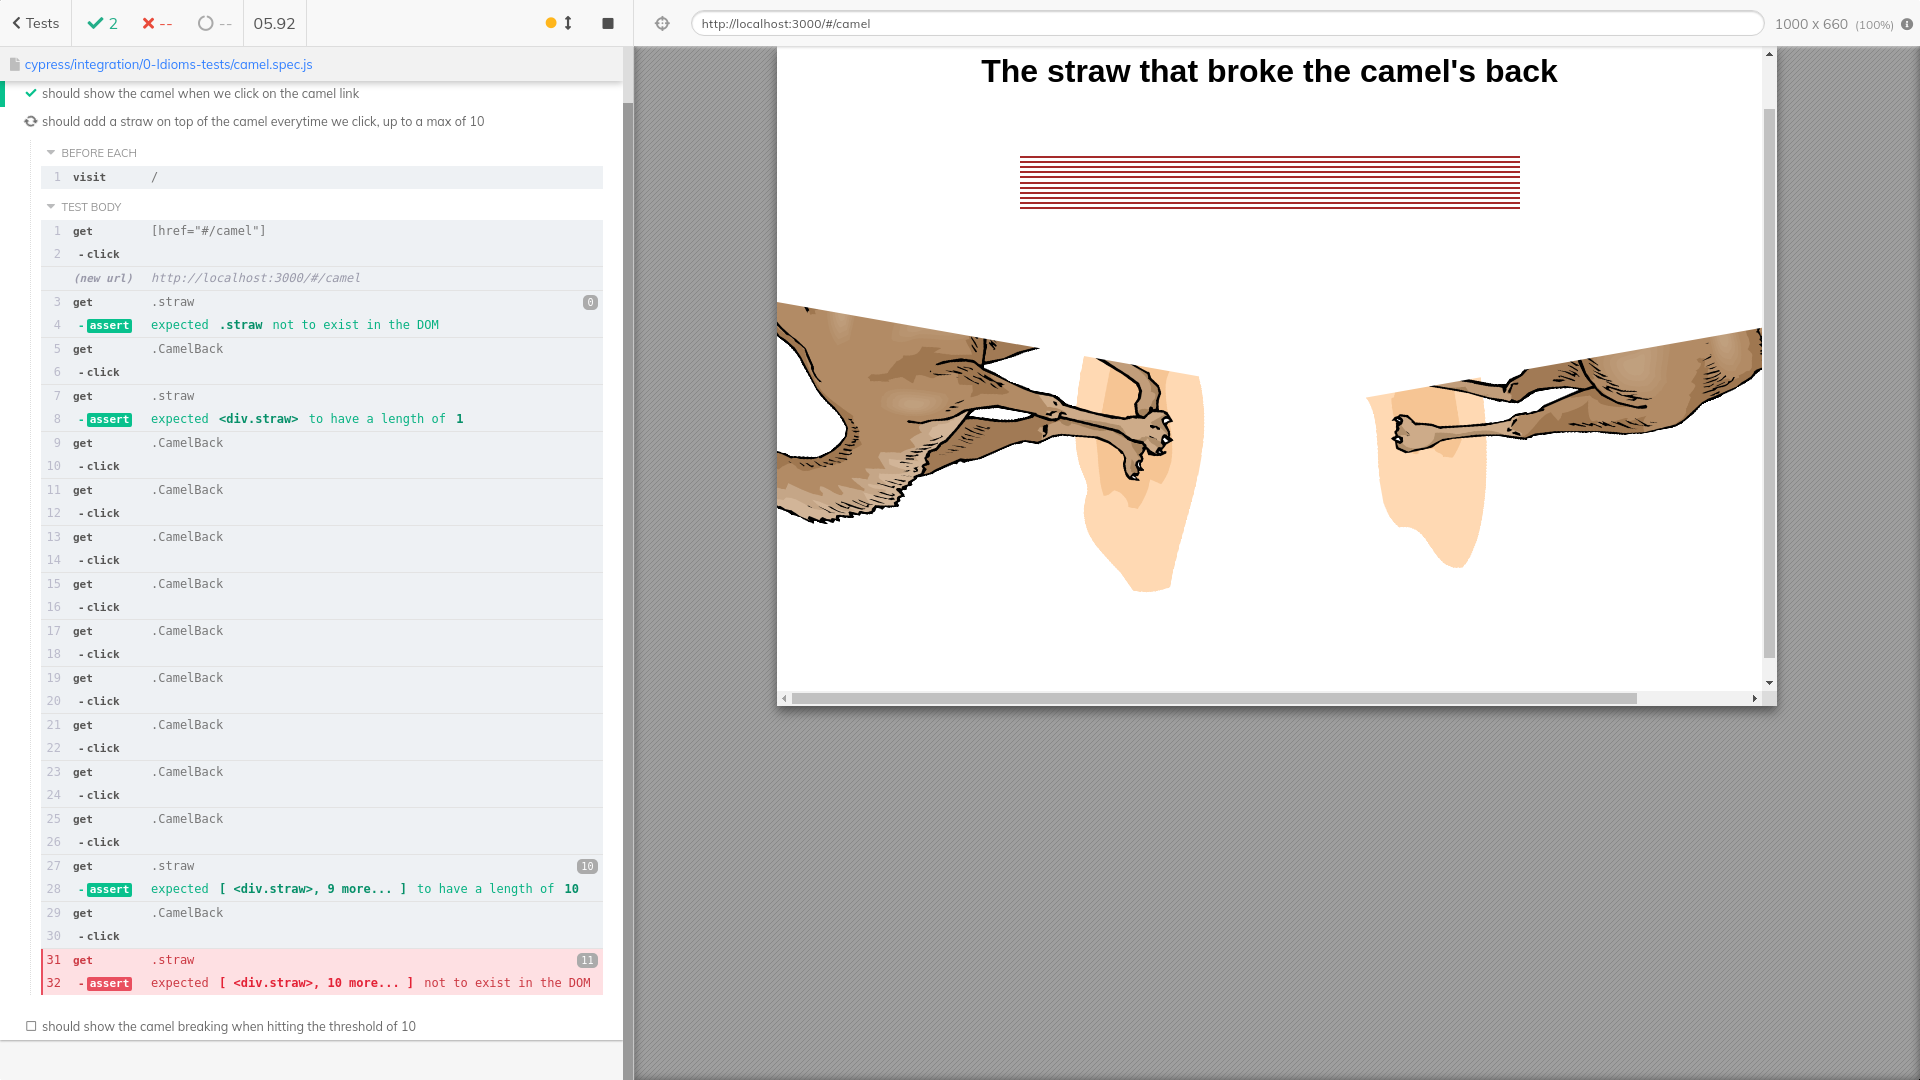 Tests 2 -- -- 05.92
http://localhost:3000/#/camel 1000 x 660 (100%)
cypress/integration/0-Idioms-tests/camel.spec.js
should show the camel when we click on the camel link
should add a straw on top of the camel everytime we click, up to a max of 10
BEFORE EACH
1 visit /
TEST BODY
1 get [href="#/camel"]
2 - click
(new url) http://localhost:3000/#/camel
3 get .straw 0
4 - assert expected .straw not to exist in the DOM
5 get .CamelBack
6 - click
7 get .straw
8 - assert expected <div.straw> to have a length of 1
9 get .CamelBack
10 - click
11 get .CamelBack
12 - click
13 get .CamelBack
14 - click
15 get .CamelBack
16 - click
17 get .CamelBack
18 - click
19 get .CamelBack
20 - click
21 get .CamelBack
22 - click
23 get .CamelBack
24 - click
25 get .CamelBack
26 - click
27 get .straw 10
28 - assert expected [ <div.straw>, 9 more... ] to have a length of 10
29 get .CamelBack
30 - click
31 get .straw 11
32 - assert expected [ <div.straw>, 10 more... ] not to exist in the DOM
should show the camel breaking when hitting the threshold of 10
The straw that broke the camel's back